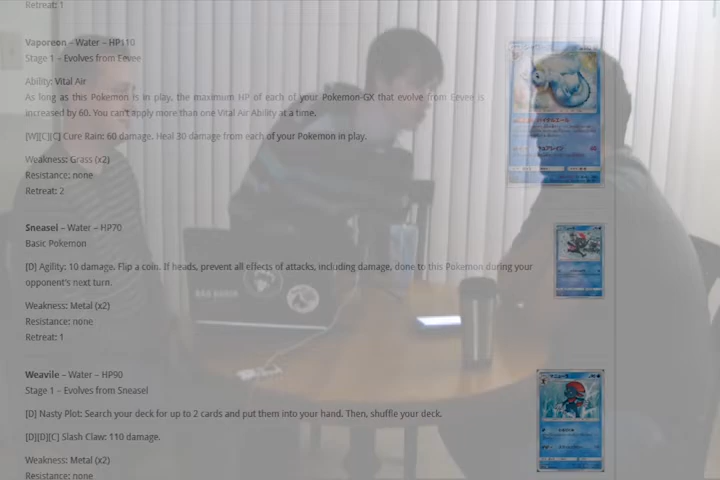 Retreat: 1
Vaporeon – Water – HP110
Stage 1 – Evolves from Eevee
Ability: Vital Air
As long as this Pokemon is in play, the maximum HP of each of your Pokemon-GX that evolve from Eevee is
increased by 60. You can't apply more than one Vital Air Ability at a time.
[W][C][C] Cure Rain: 60 damage. Heal 30 damage from each of your Pokemon in play.
Weakness: Grass (x2)
Resistance: none
Retreat: 2
Sneasel – Water – HP70
Basic Pokemon
[D] Agility: 10 damage. Flip a coin. If heads, prevent all effects of attacks, including damage, done to this Pokemon during your
opponent's next turn.
Weakness: Metal (x2)
Resistance: none
Retreat: 1
Weavile – Water – HP90
Stage 1 – Evolves from Sneasel
[D] Nasty Plot: Search your deck for up to 2 cards and put them into your hand. Then, shuffle your deck.
[D][D][C] Slash Claw: 110 damage.
Weakness: Metal (x2)
Resistance: none